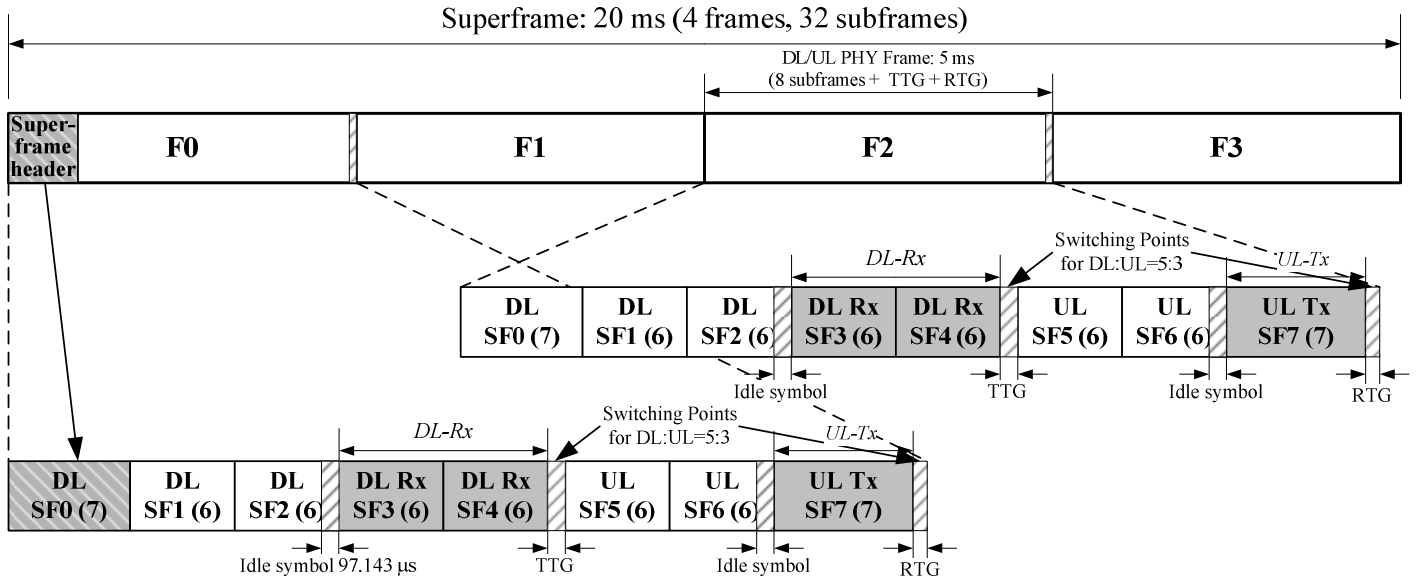 Superframe: 20 ms (4 frames, 32 subframes)
DL/UL PHY Frame: 5 ms
(8 subframes + TTG + RTG)
Super-
frame
header
F0
F1
F2
F3
Switching Points
for DL:UL=5:3
DL-Rx
UL-Tx
DL
SF0 (7)
DL
SF1 (6)
DL
SF2 (6)
DL Rx
SF3 (6)
DL Rx
SF4 (6)
UL
SF5 (6)
UL
SF6 (6)
UL Tx
SF7 (7)
Idle symbol
TTG
Idle symbol
RTG
Switching Points
for DL:UL=5:3
DL-Rx
UL-Tx
DL
SF0 (7)
DL
SF1 (6)
DL
SF2 (6)
DL Rx
SF3 (6)
DL Rx
SF4 (6)
UL
SF5 (6)
UL
SF6 (6)
UL Tx
SF7 (7)
Idle symbol 97.143 μs
TTG
Idle symbol
RTG